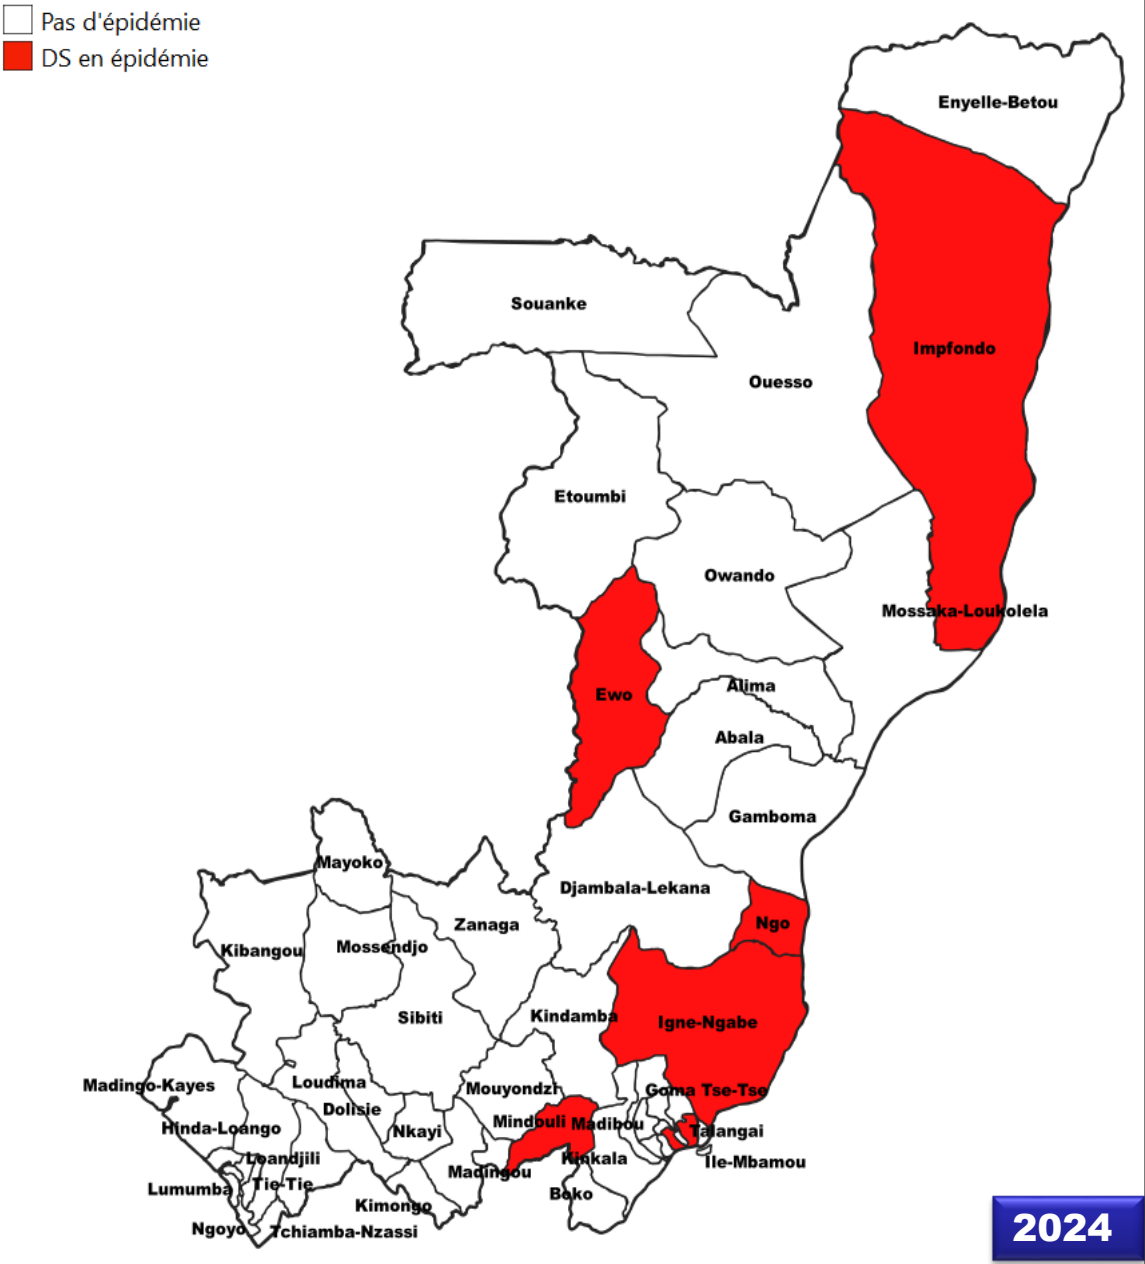 Pas d'épidémie
DS en épidémie
Enyelle-Betou
Souanke
Impfondo
Ouesso
Etoumbi
Owando
Mossaka-Loukolela
Alima
Ewo
Abala
Gamboma
Mayoko
Djambala-Lekana
Zanaga
Ngo
Kibangou
Mossendjo
Sibiti
Kindamba
Igne-Ngabe
Madingo-Kayes
Loudima
Mouyondzi
Goma Tse-Tse
Dolisie
Hinda-Loango
Nkayi
Mindouli
Madibou
Talangai
Loandjili
Madingou
Kinkala
Ile-Mbamou
Lumumba
Tie-Tie
Boko
Kimongo
Ngoyo
Tchiamba-Nzassi
2024